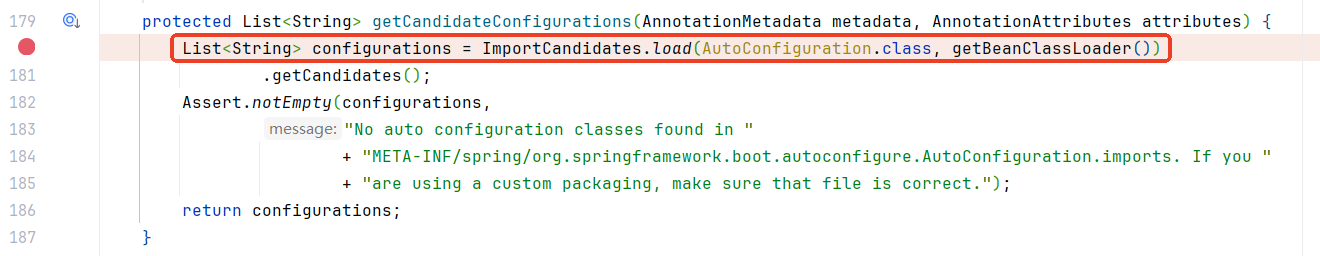 179 protected List<String> getCandidateConfigurations(AnnotationMetadata metadata, AnnotationAttributes attributes) {
List<String> configurations = ImportCandidates.load(AutoConfiguration.class, getBeanClassLoader())
181 .getCandidates();
182 Assert.notEmpty(configurations,
183 message: "No auto configuration classes found in "
184 + "META-INF/spring/org.springframework.boot.autoconfigure.AutoConfiguration.imports. If you "
185 + "are using a custom packaging, make sure that file is correct.");
186 return configurations;
187 }